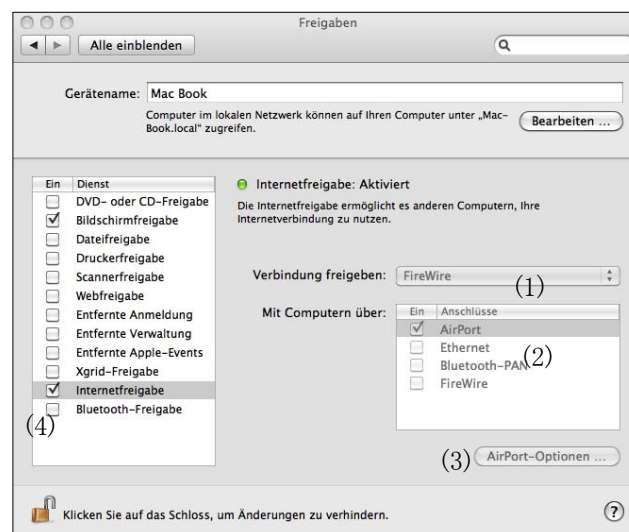 Freigaben
Alle einblenden
Gerätename: Mac Book
Computer im lokalen Netzwerk können auf Ihren Computer unter „Mac-
Book.local“ zugreifen.
Bearbeiten ...
Ein Dienst
DVD- oder CD-Freigabe
Bildschirmfreigabe
Dateifreigabe
Druckerfreigabe
Scannerfreigabe
Webfreigabe
Entfernte Anmeldung
Entfernte Verwaltung
Entfernte Apple-Events
Xgrid-Freigabe
Internetfreigabe
Bluetooth-Freigabe
(4)
Internetfreigabe: Aktiviert
Die Internetfreigabe ermöglicht es anderen Computern, Ihre
Internetverbindung zu nutzen.
Verbindung freigeben: FireWire
(1)
Mit Computern über:
Ein Anschlüsse
AirPort
Ethernet
Bluetooth-PAN
(2)
FireWire
(3) AirPort-Optionen ...
Klicken Sie auf das Schloss, um Änderungen zu verhindern.
?